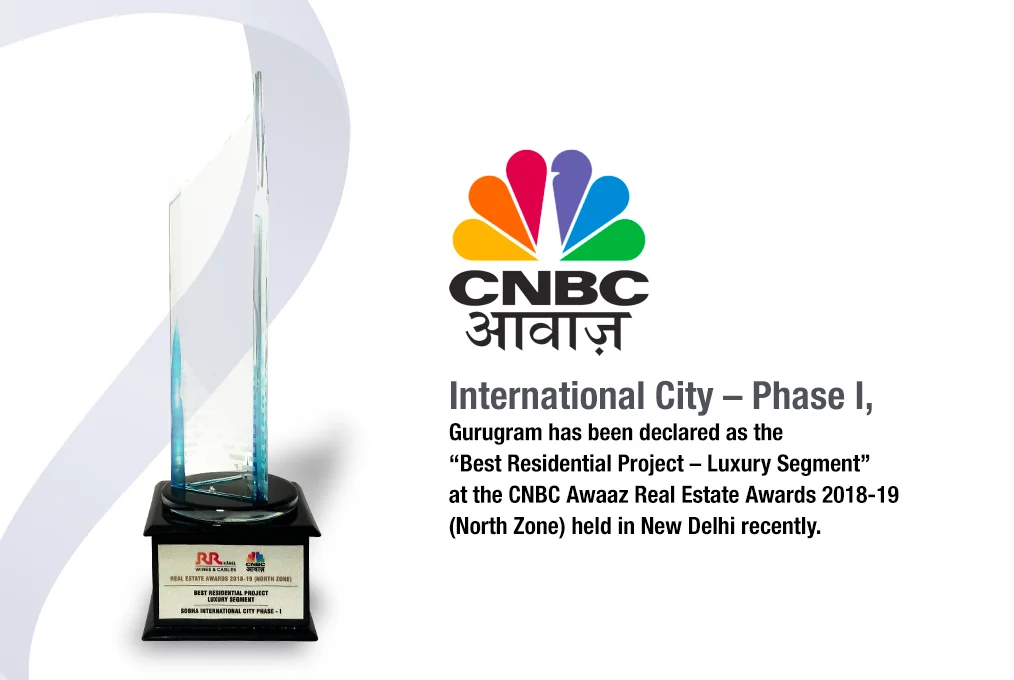 CNBC
आवाज़
International City – Phase I,
Gurugram has been declared as the
“Best Residential Project – Luxury Segment”
at the CNBC Awaaz Real Estate Awards 2018-19
(North Zone) held in New Delhi recently.
RR KABEL
WIRES & CABLES
CNBC
आवाज़
REAL ESTATE AWARDS 2018-19 (NORTH ZONE)
BEST RESIDENTIAL PROJECT
LUXURY SEGMENT
SOBHA INTERNATIONAL CITY PHASE - I